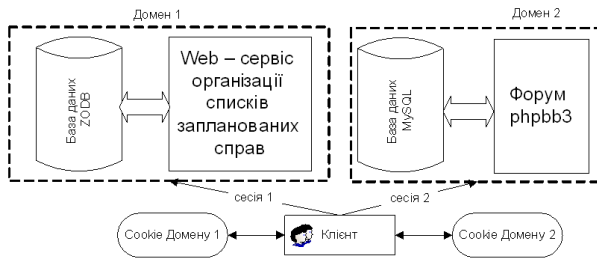 Домен 1
Домен 2
База даних
ZODB
Web – сервіс
організації
списків
запланованих
справ
База даних
MySQL
Форум
phpbb3
сесія 1
сесія 2
Cookie Домену 1
Клієнт
Cookie Домену 2